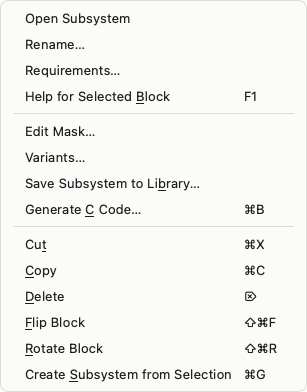 Open Subsystem
Rename...
Requirements...
Help for Selected Block F1
Edit Mask...
Variants...
Save Subsystem to Library...
Generate C Code... ⌘B
Cut ⌘X
Copy ⌘C
Delete ⌦
Flip Block ⇧⌘F
Rotate Block ⇧⌘R
Create Subsystem from Selection ⌘G